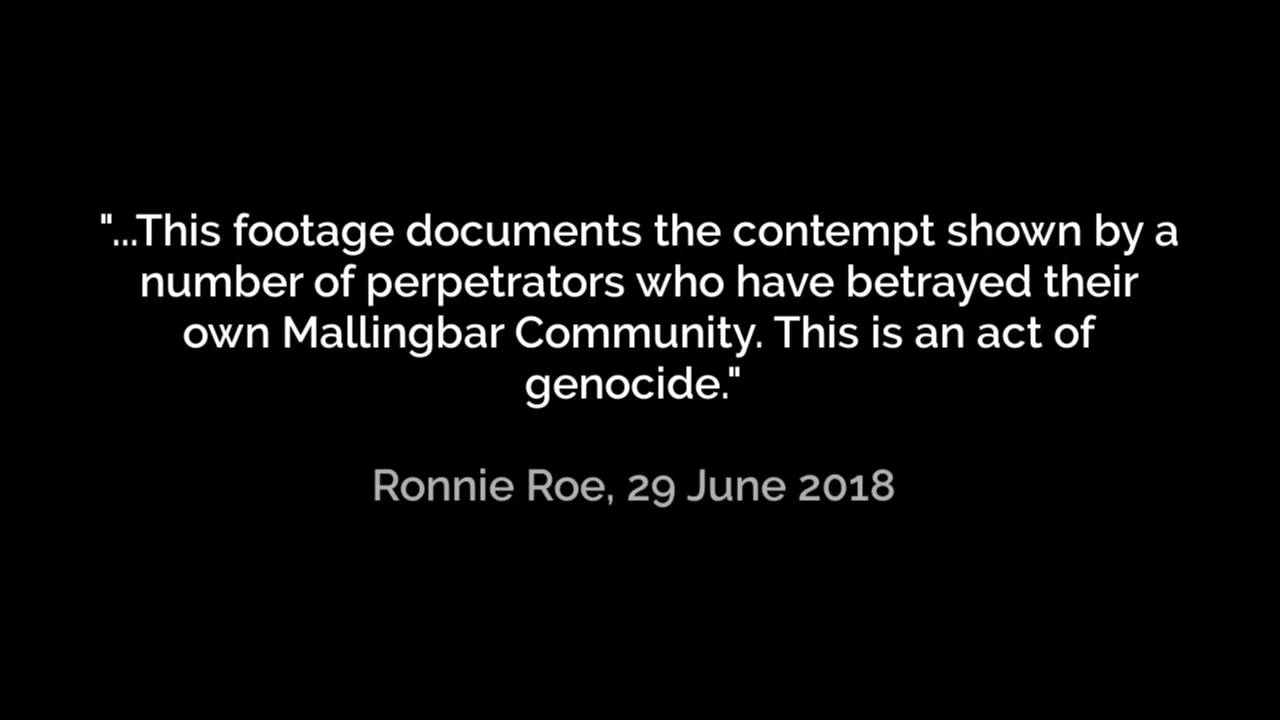 "...This footage documents the contempt shown by a
number of perpetrators who have betrayed their
own Mallingbar Community. This is an act of
genocide."
Ronnie Roe, 29 June 2018